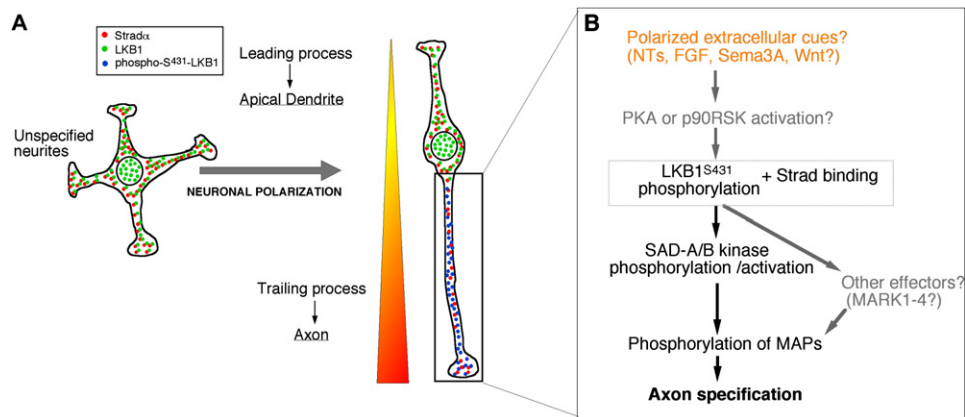 A
Stradα
LKB1
phospho-S431-LKB1
Unspecified
neurites
Leading process
Apical Dendrite
NEURONAL POLARIZATION
Trailing process
Axon
B
Polarized extracellular cues?
(NTs, FGF, Sema3A, Wnt?)
PKA or p90RSK activation?
LKB1S431
phosphorylation
+ Strad binding
SAD-A/B kinase
phosphorylation /activation
Other effectors?
(MARK1-4?)
Phosphorylation of MAPs
Axon specification